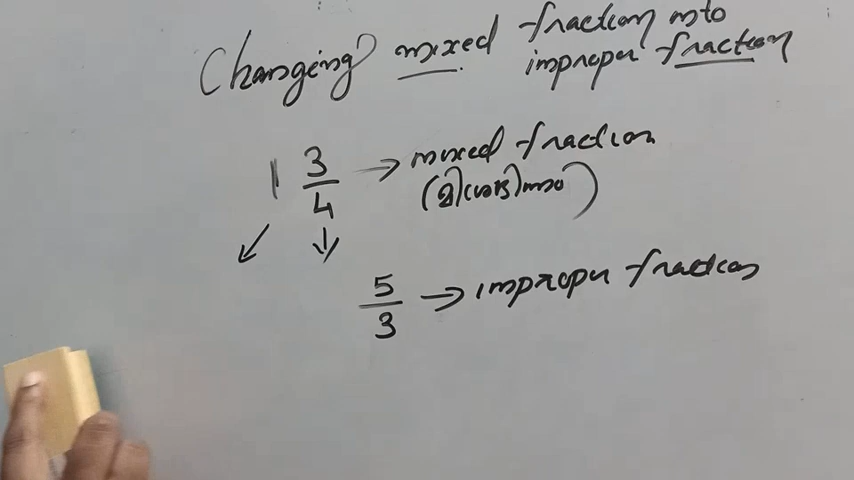 Changing mixed fraction into
improper fraction
1 3/4 → mixed fraction
5/3 → improper fraction